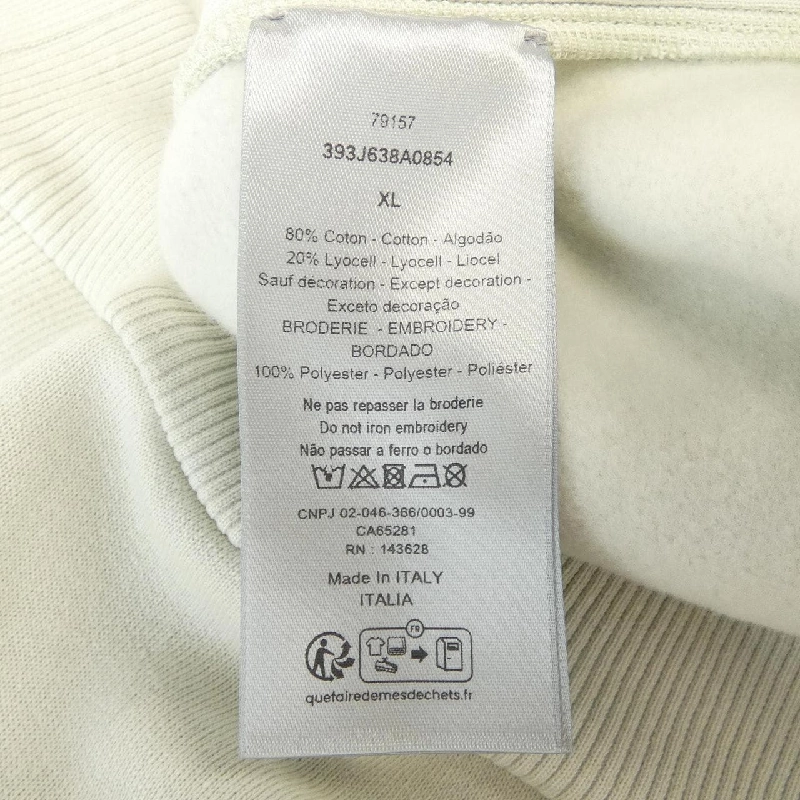 79157
393J638A0854
XL
80% Coton - Cotton - Algodão
20% Lyocell - Lyocell - Liocel
Sauf décoration - Except decoration -
Exceto decoração
BRODERIE - EMBROIDERY -
BORDADO
100% Polyester - Polyester - Poliéster
Ne pas repasser la broderie
Do not iron embroidery
Não passar a ferro o bordado
CNPJ 02-046-366/0003-99
CA65281
RN : 143628
Made In ITALY
ITALIA
FR
quefairedemesdechets.fr